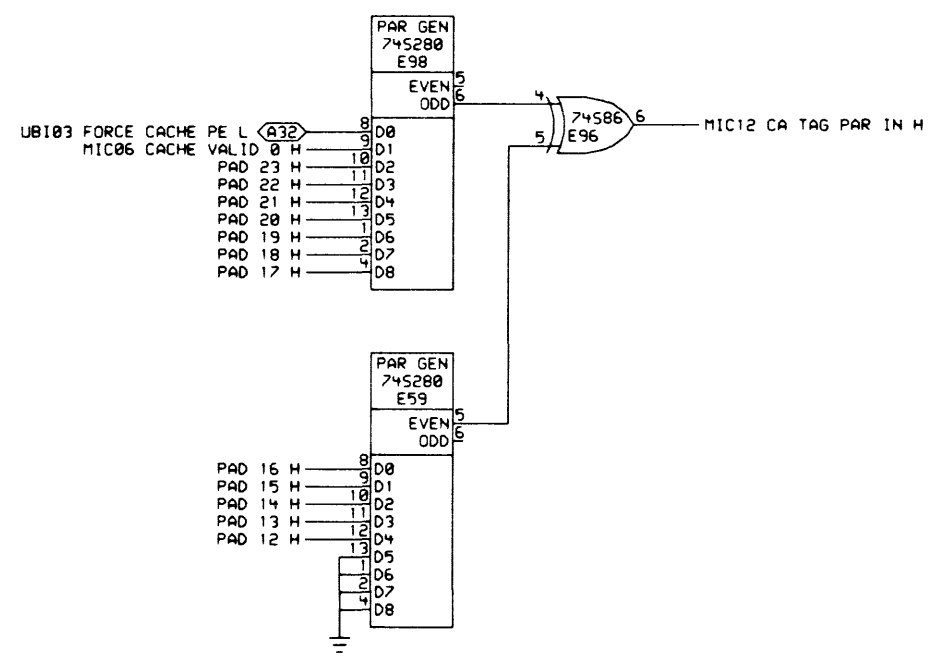 PAR GEN
74S280
E98
EVEN 5
ODD 6
UBI03 FORCE CACHE PE L A32 8 D0
MIC06 CACHE VALID 0 H 9 D1
PAD 23 H 10 D2
PAD 22 H 11 D3
PAD 21 H 12 D4
PAD 20 H 13 D5
PAD 19 H 1 D6
PAD 18 H 2 D7
PAD 17 H 4 D8
4 74S86 6 MIC12 CA TAG PAR IN H
5 E96
PAR GEN
74S280
E59
EVEN 5
ODD 6
PAD 16 H 8 D0
PAD 15 H 9 D1
PAD 14 H 10 D2
PAD 13 H 11 D3
PAD 12 H 12 D4
13 D5
1 D6
2 D7
4 D8